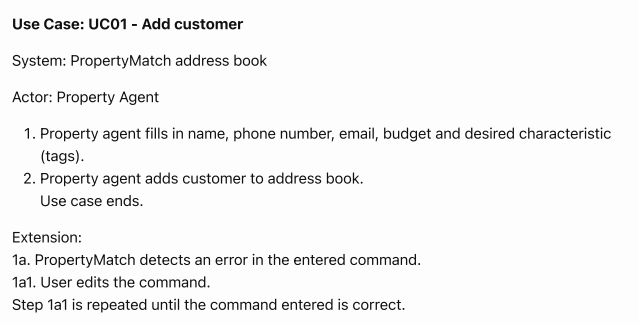 Use Case: UC01 - Add customer
System: PropertyMatch address book
Actor: Property Agent
1. Property agent fills in name, phone number, email, budget and desired characteristic
(tags).
2. Property agent adds customer to address book.
Use case ends.
Extension:
1a. PropertyMatch detects an error in the entered command.
1a1. User edits the command.
Step 1a1 is repeated until the command entered is correct.